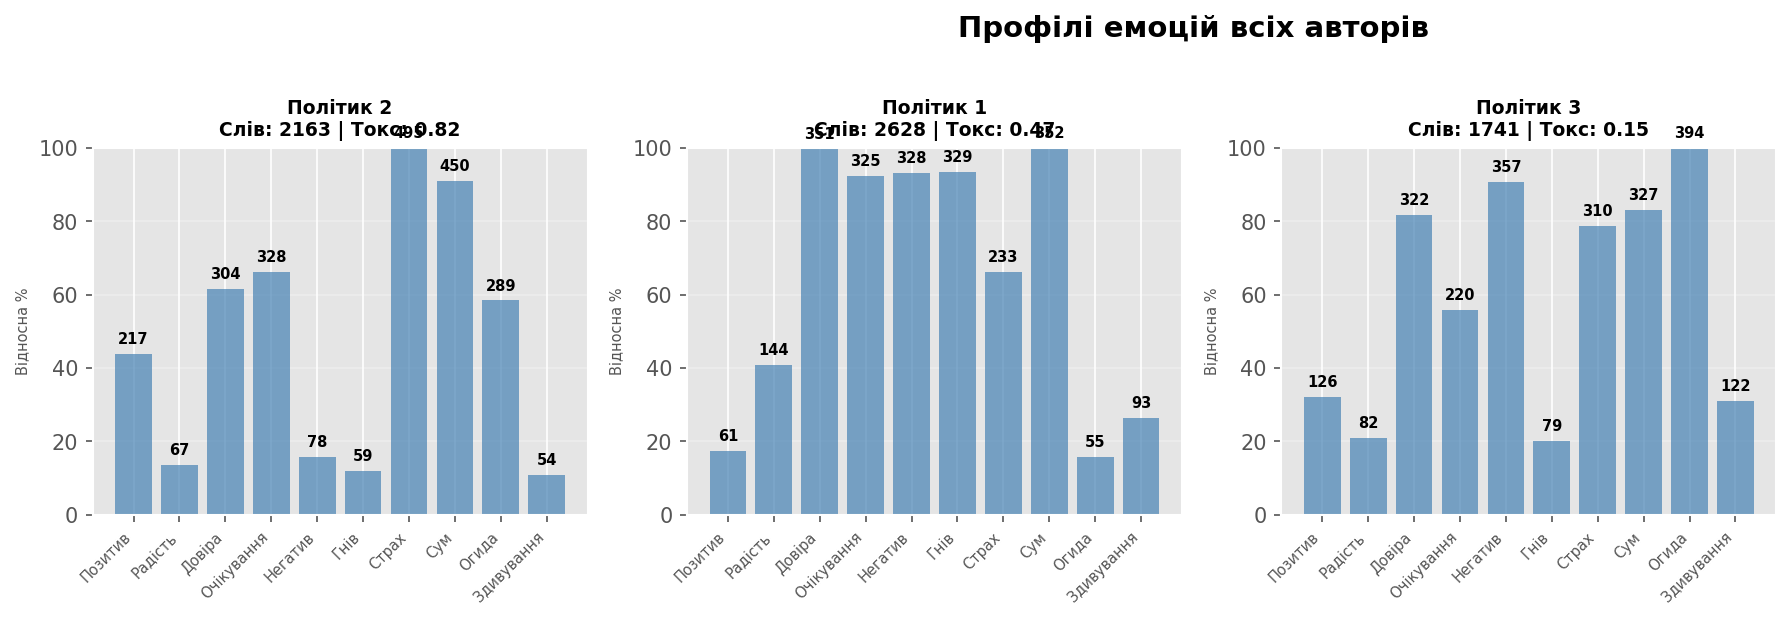 Профілі емоцій всіх авторів
Політик 2
Слів: 2163 | Токс: 0.82
Відносна %
100
80
60
40
20
0
217
67
304
328
78
59
495
450
289
54
Позитив
Радість
Довіра
Очікування
Негатив
Гнів
Страх
Сум
Огида
Здивування
Політик 1
Слів: 2628 | Токс: 0.47
Відносна %
100
80
60
40
20
0
61
144
351
325
328
329
233
352
55
93
Позитив
Радість
Довіра
Очікування
Негатив
Гнів
Страх
Сум
Огида
Здивування
Політик 3
Слів: 1741 | Токс: 0.15
Відносна %
100
80
60
40
20
0
126
82
322
220
357
79
310
327
394
122
Позитив
Радість
Довіра
Очікування
Негатив
Гнів
Страх
Сум
Огида
Здивування